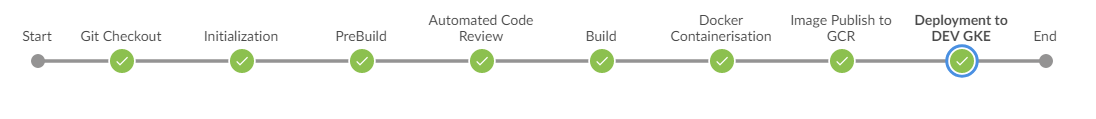 Start
Git Checkout
Initialization
PreBuild
Automated Code
Review
Build
Docker
Containerisation
Image Publish to
GCR
Deployment to
DEV GKE
End